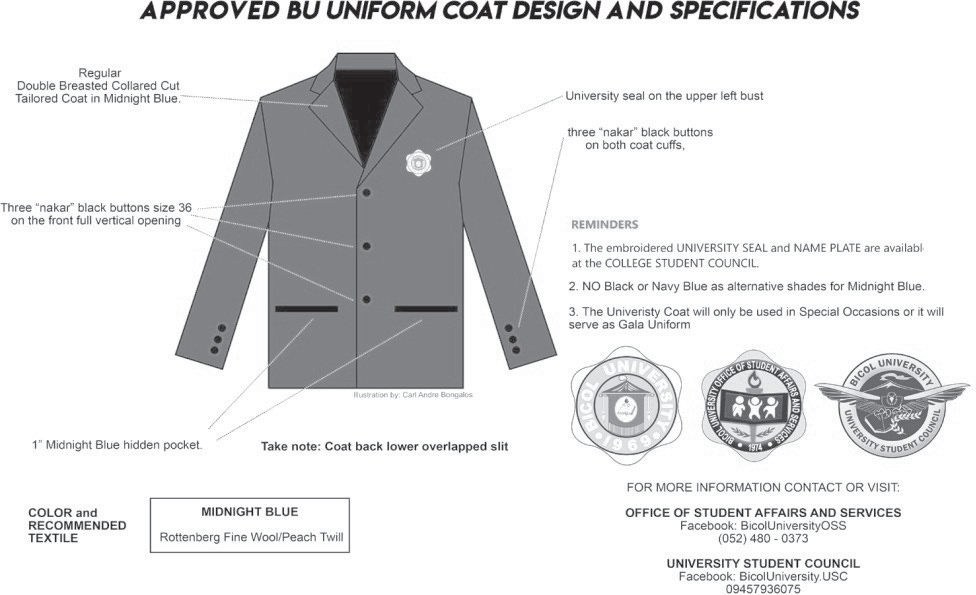 APPROVED BU UNIFORM COAT DESIGN AND SPECIFICATIONS
Regular
Double Breasted Collared Cut
Tailored Coat in Midnight Blue.
University seal on the upper left bust
three “nakar” black buttons
on both coat cuffs,
Three “nakar” black buttons size 36
on the front full vertical opening
REMINDERS
1. The embroidered UNIVERSITY SEAL and NAME PLATE are availabl
at the COLLEGE STUDENT COUNCIL.
2. NO Black or Navy Blue as alternative shades for Midnight Blue.
3. The Univeristy Coat will only be used in Special Occasions or it will
serve as Gala Uniform
Illustration by: Carl Andre Bongalos
1” Midnight Blue hidden pocket.
Take note: Coat back lower overlapped slit
BICOL UNIVERSITY
1969
BICOL UNIVERSITY OFFICE OF STUDENT AFFAIRS AND SERVICES
1974
BICOL UNIVERSITY
UNIVERSITY STUDENT COUNCIL
COLOR and
RECOMMENDED
TEXTILE
MIDNIGHT BLUE
Rottenberg Fine Wool/Peach Twill
FOR MORE INFORMATION CONTACT OR VISIT:
OFFICE OF STUDENT AFFAIRS AND SERVICES
Facebook: BicolUniversityOSS
(052) 480 - 0373
UNIVERSITY STUDENT COUNCIL
Facebook: BicolUniversity.USC
09457936075